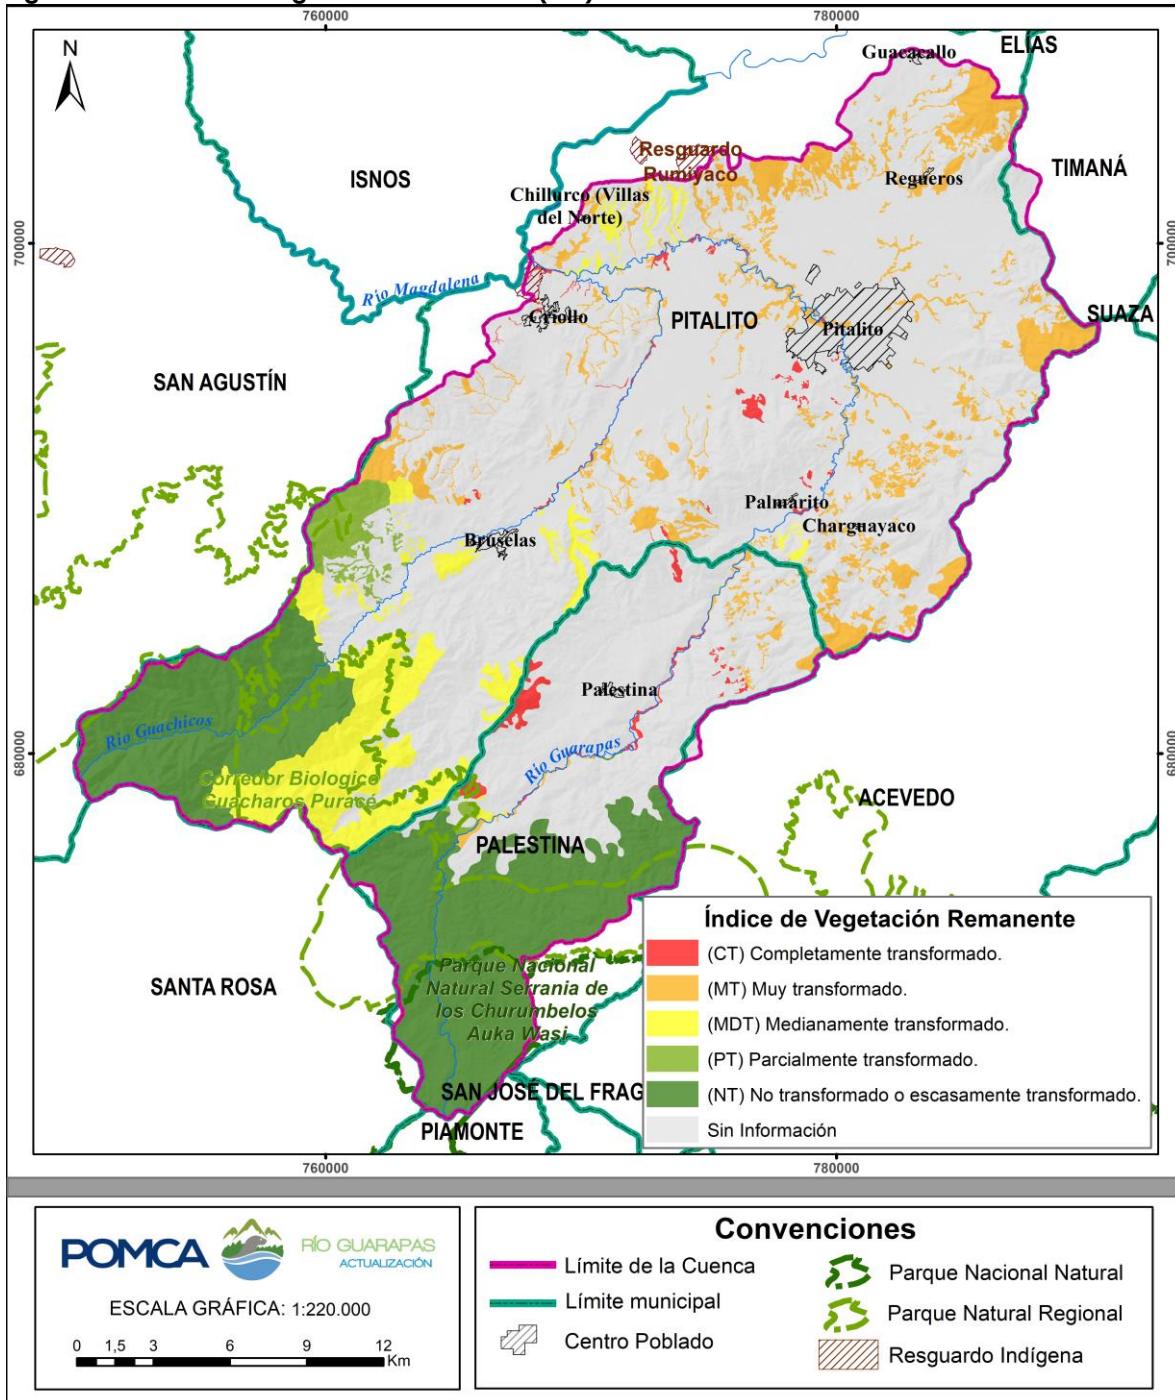 760000
780000
N
Guacacallo
ELIAS
ISNOS
Resguardo
Rumiyaco
Regueros
TIMANÁ
Chillurco (Villas
del Norte)
700000
700000
Río Magdalena
Criollo
PITALITO
Pitalito
SUAZA
SAN AGUSTÍN
Palmarito
Charguayaco
Bruselas
Palestina
Río Guachicos
Río Guarapas
680000
680000
Corredor Biologico
Guacharos Puracé
ACEVEDO
PALESTINA
SANTA ROSA
Parque Nacional
Natural Serrania de
los Churumbelos
Auka Wasi
SAN JOSÉ DEL FRAG
PIAMONTE
Índice de Vegetación Remanente
(CT) Completamente transformado.
(MT) Muy transformado.
(MDT) Medianamente transformado.
(PT) Parcialmente transformado.
(NT) No transformado o escasamente transformado.
Sin Información
760000
780000
POMCA
RÍO GUARAPAS
ACTUALIZACIÓN
ESCALA GRÁFICA: 1:220.000
0 1,5 3 6 9 12
Km
Convenciones
Límite de la Cuenca
Límite municipal
Centro Poblado
Parque Nacional Natural
Parque Natural Regional
Resguardo Indígena